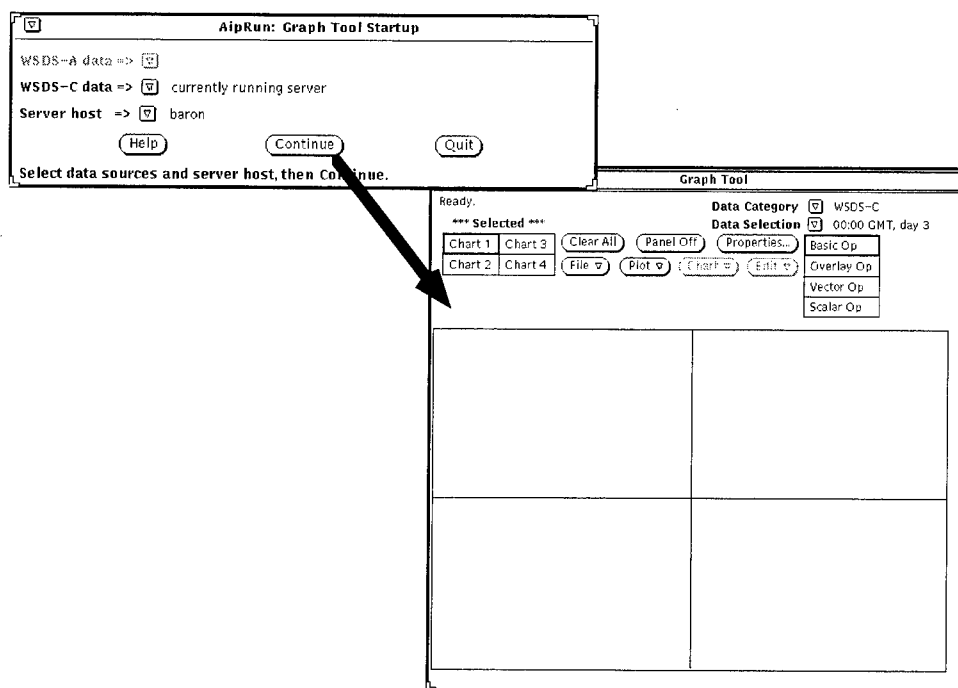 AipRun: Graph Tool Startup
WSDS-A data =>
WSDS-C data => currently running server
Server host => baron
Help Continue Quit
Select data sources and server host, then Continue.
Graph Tool
Ready.
Data Category WSDS-C
*** Selected ***
Data Selection 00:00 GMT, day 3
Chart 1 Chart 3 Clear All Panel Off Properties... Basic Op
Chart 2 Chart 4 File Plot Chart Edit Overlay Op
Vector Op
Scalar Op